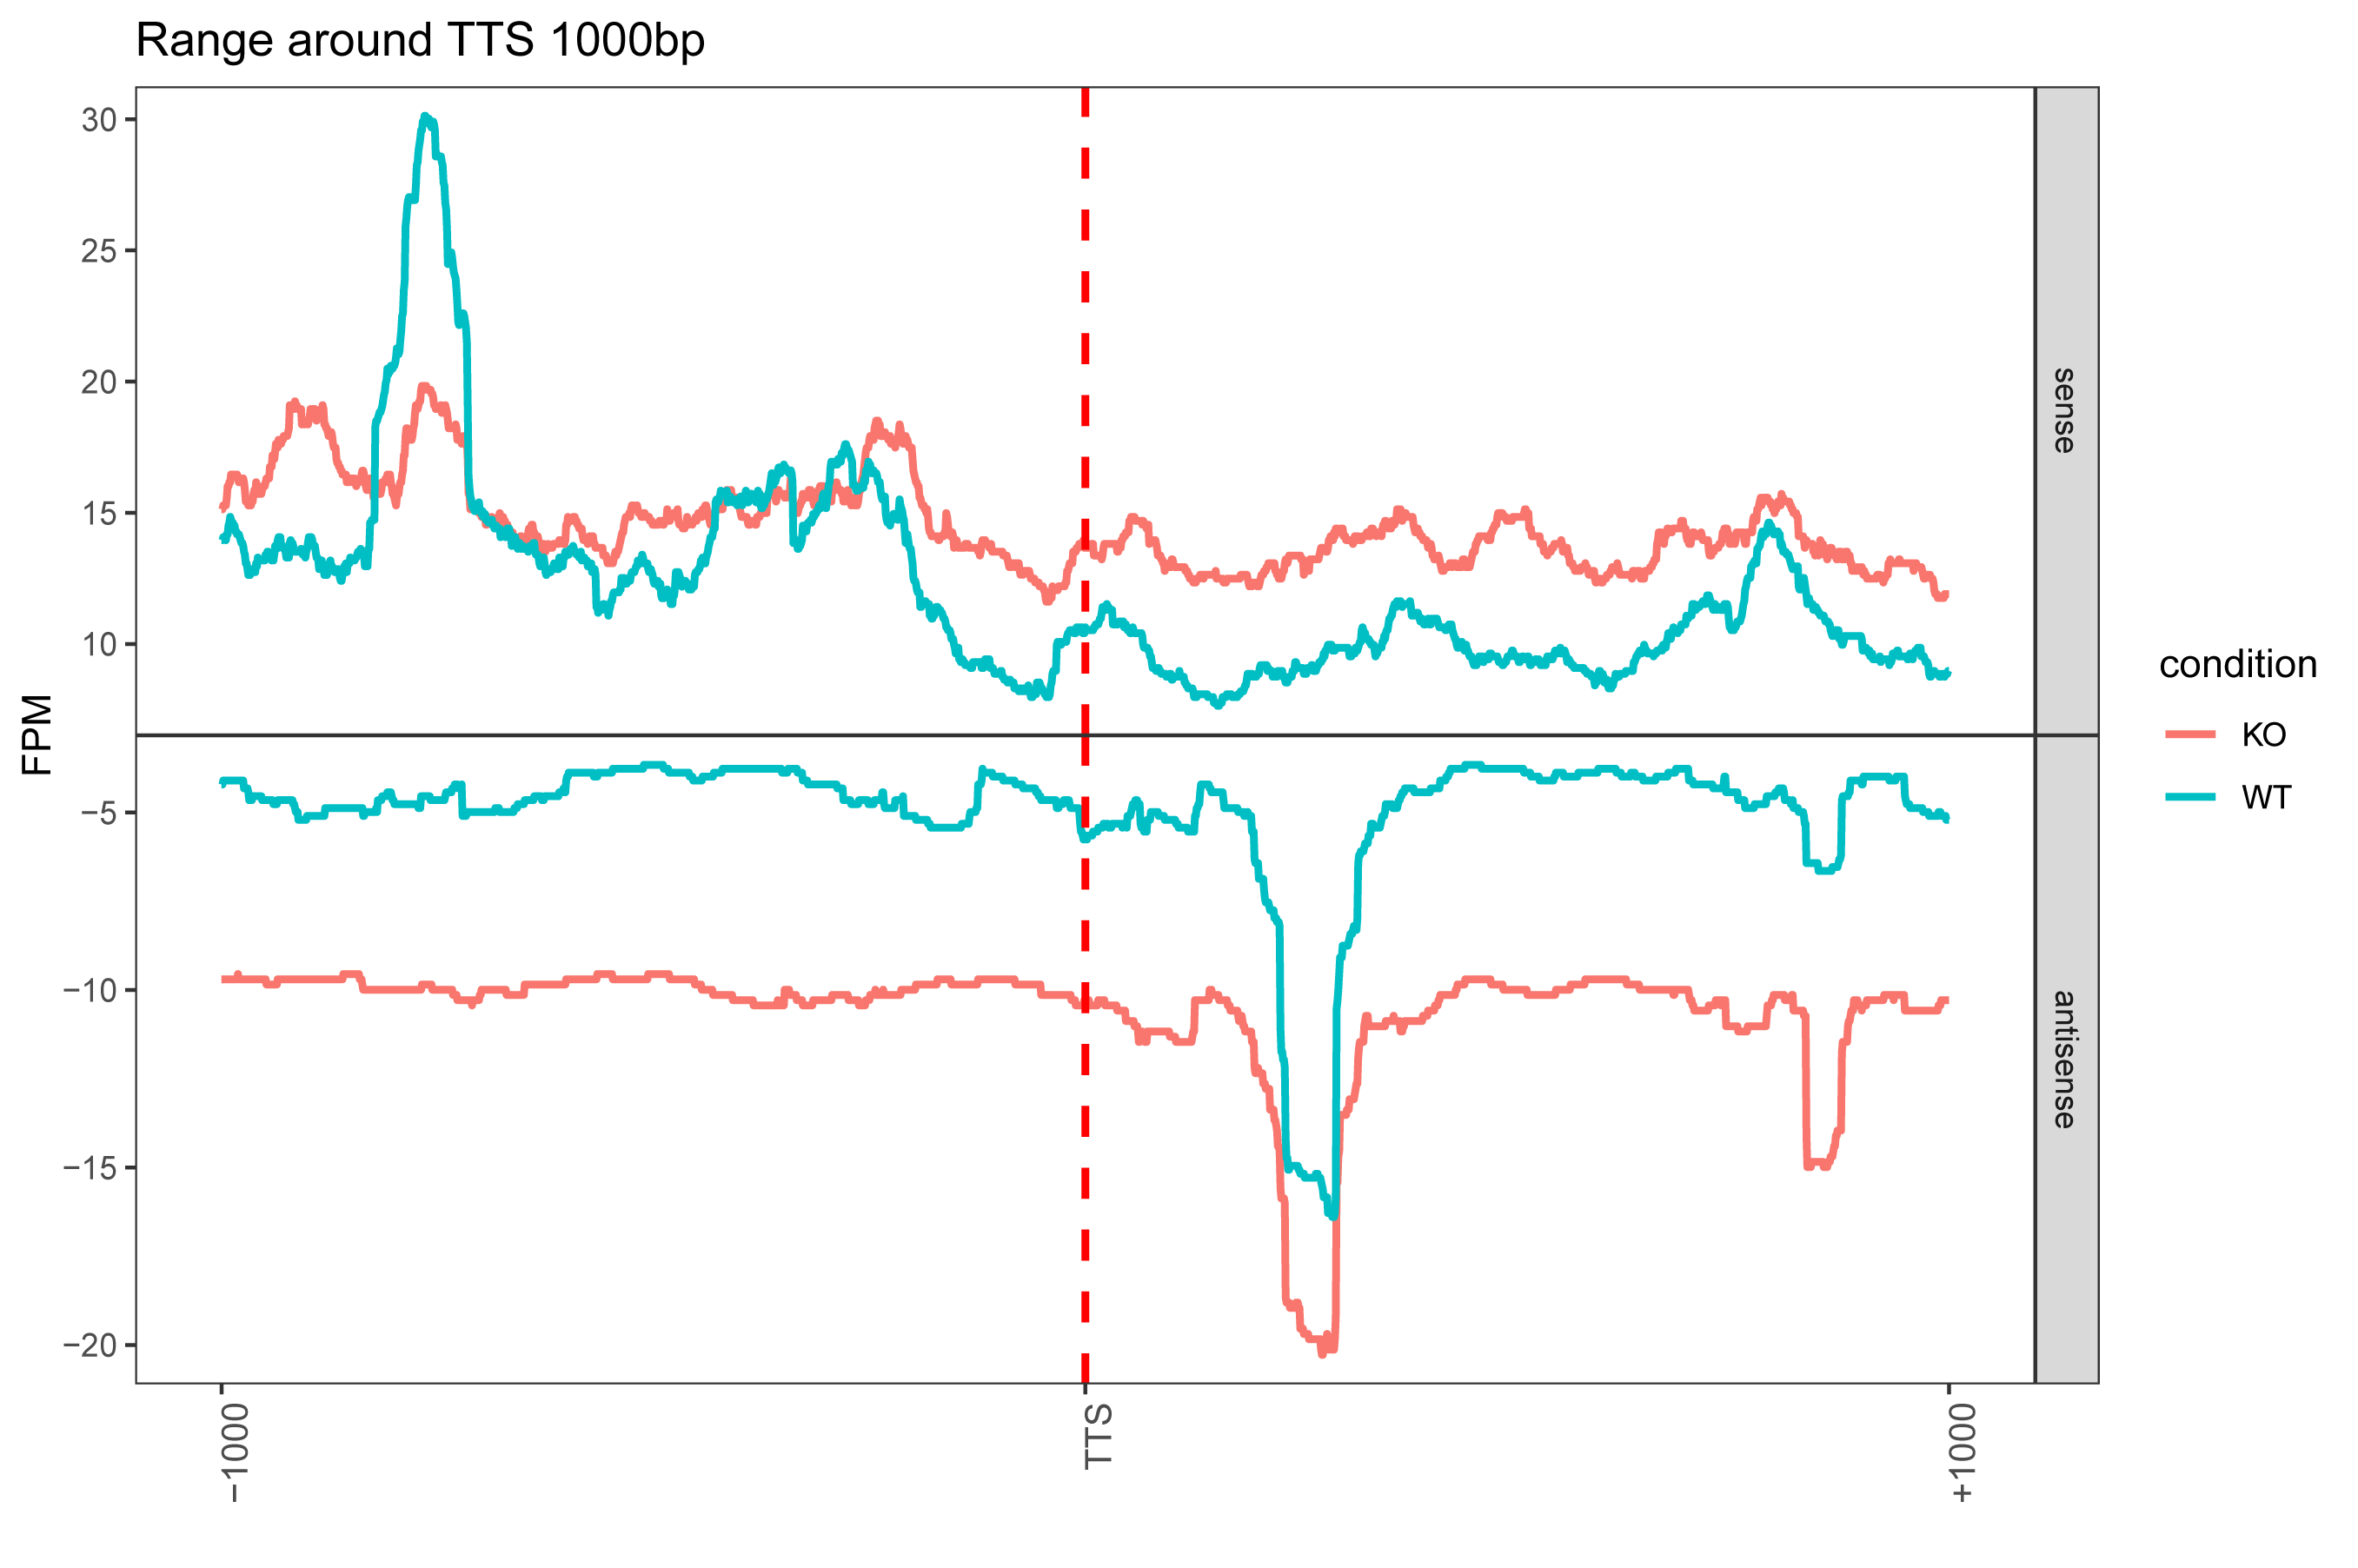 Range around TTS 1000bp
FPM
30
25
20
15
10
−5
−10
−15
−20
sense
antisense
−1000
TTS
+1000
condition
KO
WT